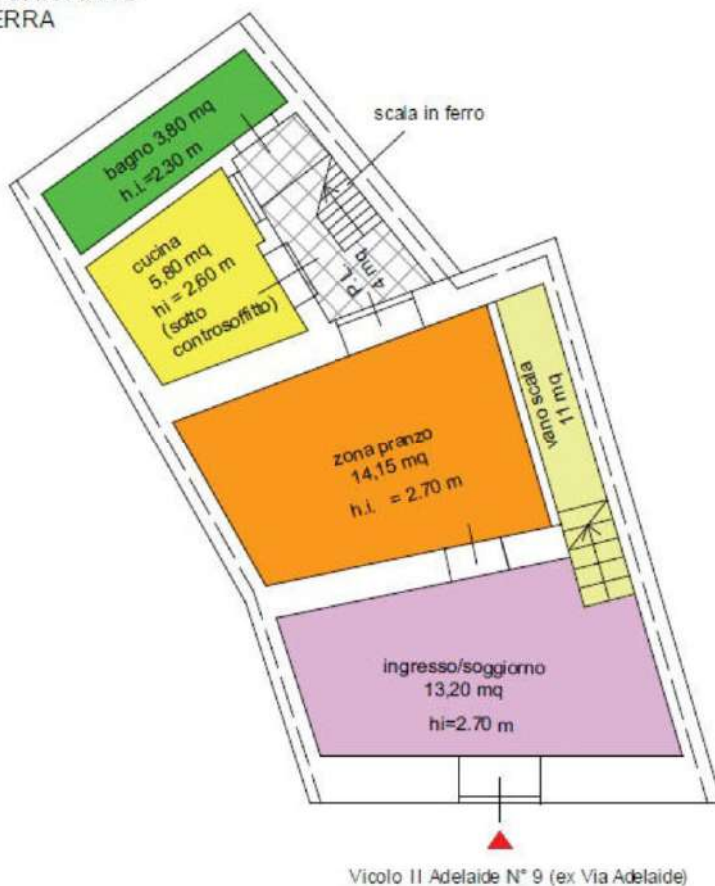 ERRA
scala in ferro
bagno 3,80 mq
h.i.=2.30 m
cucina
5,80 mq
hi = 2,60 m
(sotto
controsoffitto)
P.L.
4 mq
vano scala
11 mq
zona pranzo
14,15 mq
h.i. = 2.70 m
ingresso/soggiorno
13,20 mq
hi=2.70 m
Vicolo II Adelaide N° 9 (ex Via Adelaide)